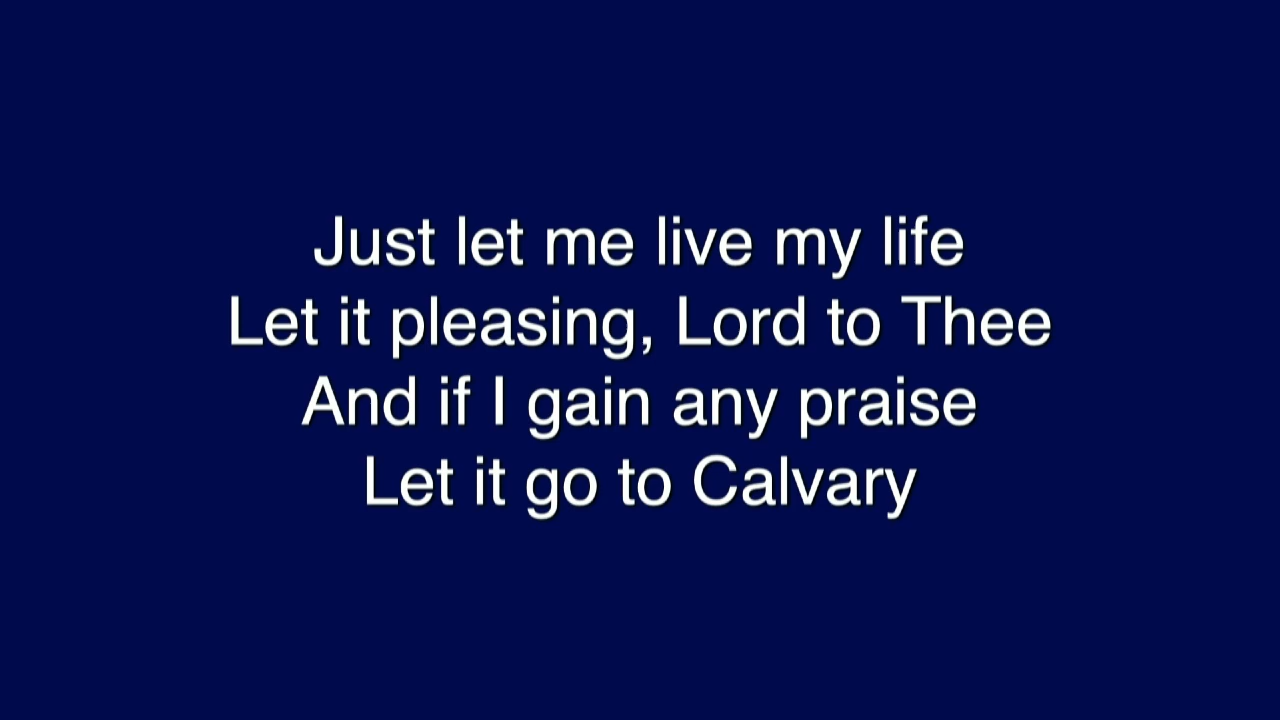 Just let me live my life
Let it pleasing, Lord to Thee
And if I gain any praise
Let it go to Calvary